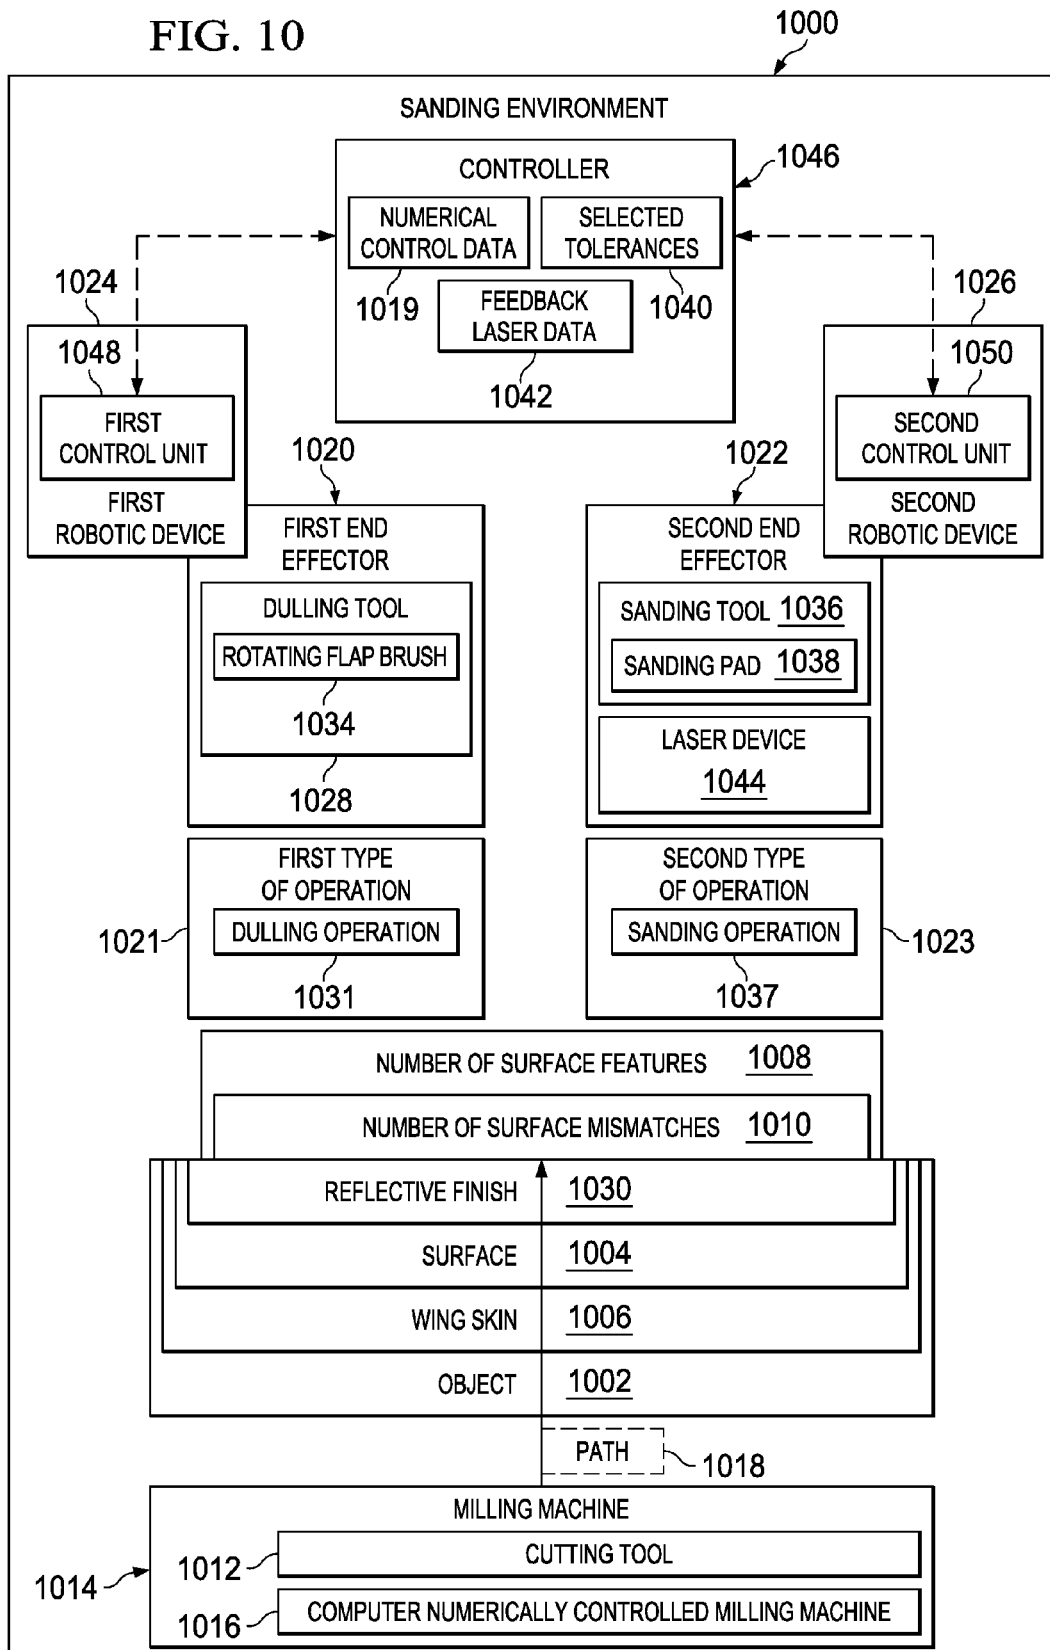 FIG. 10
1000
SANDING ENVIRONMENT
CONTROLLER
1046
NUMERICAL
CONTROL DATA
1019
SELECTED
TOLERANCES
1040
FEEDBACK
LASER DATA
1042
1024
1048
FIRST
CONTROL UNIT
FIRST
ROBOTIC DEVICE
1026
1050
SECOND
CONTROL UNIT
SECOND
ROBOTIC DEVICE
1020
FIRST END
EFFECTOR
DULLING TOOL
ROTATING FLAP BRUSH
1034
1028
1022
SECOND END
EFFECTOR
SANDING TOOL 1036
SANDING PAD 1038
LASER DEVICE
1044
FIRST TYPE
OF OPERATION
1021
DULLING OPERATION
1031
SECOND TYPE
OF OPERATION
SANDING OPERATION
1023
1037
NUMBER OF SURFACE FEATURES 1008
NUMBER OF SURFACE MISMATCHES 1010
REFLECTIVE FINISH 1030
SURFACE 1004
WING SKIN 1006
OBJECT 1002
PATH
1018
MILLING MACHINE
1014
1012
CUTTING TOOL
1016
COMPUTER NUMERICALLY CONTROLLED MILLING MACHINE